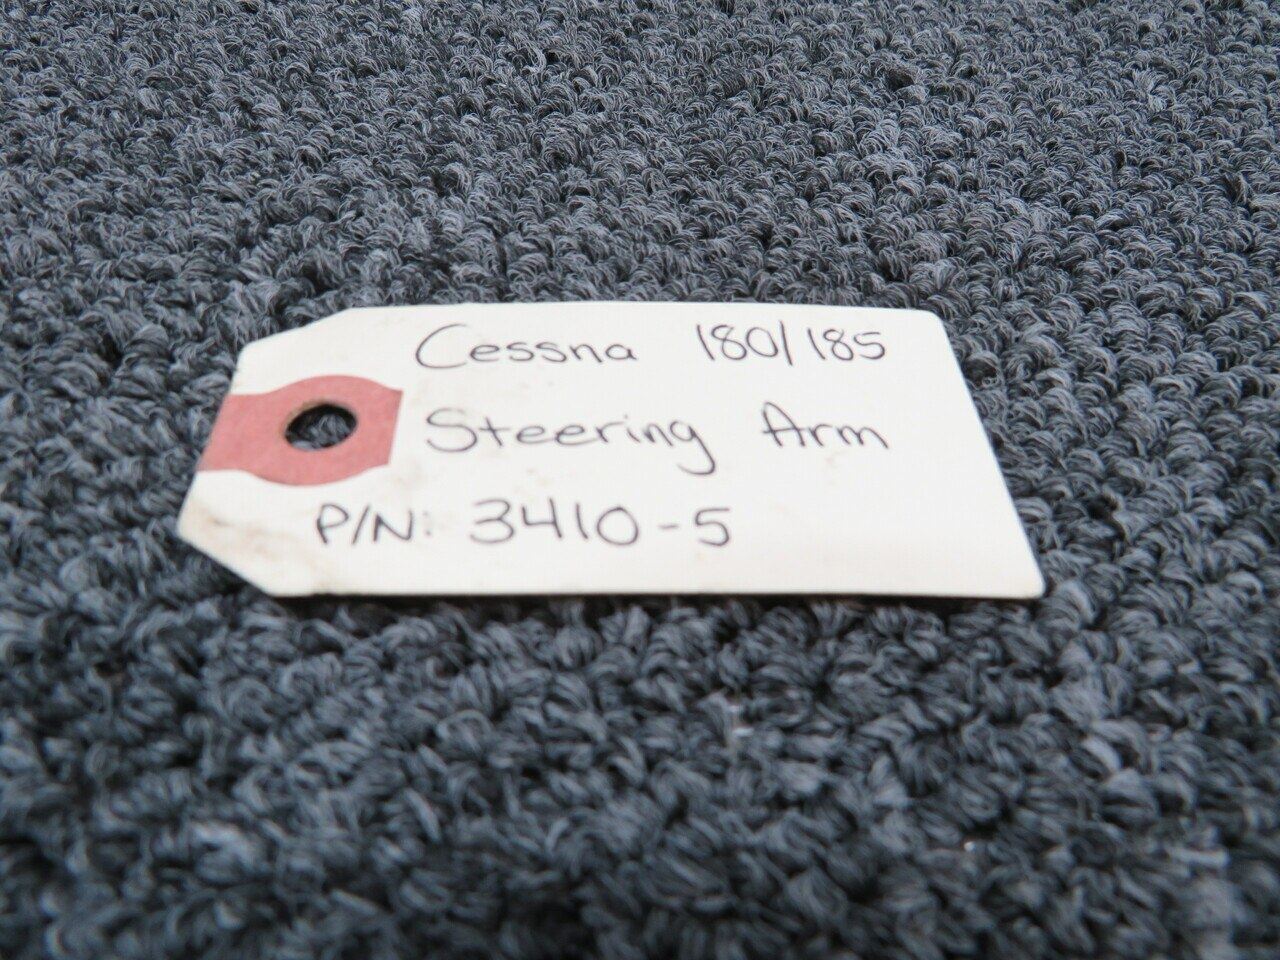 Cessna 180/185
Steering Arm
P/N: 3410-5